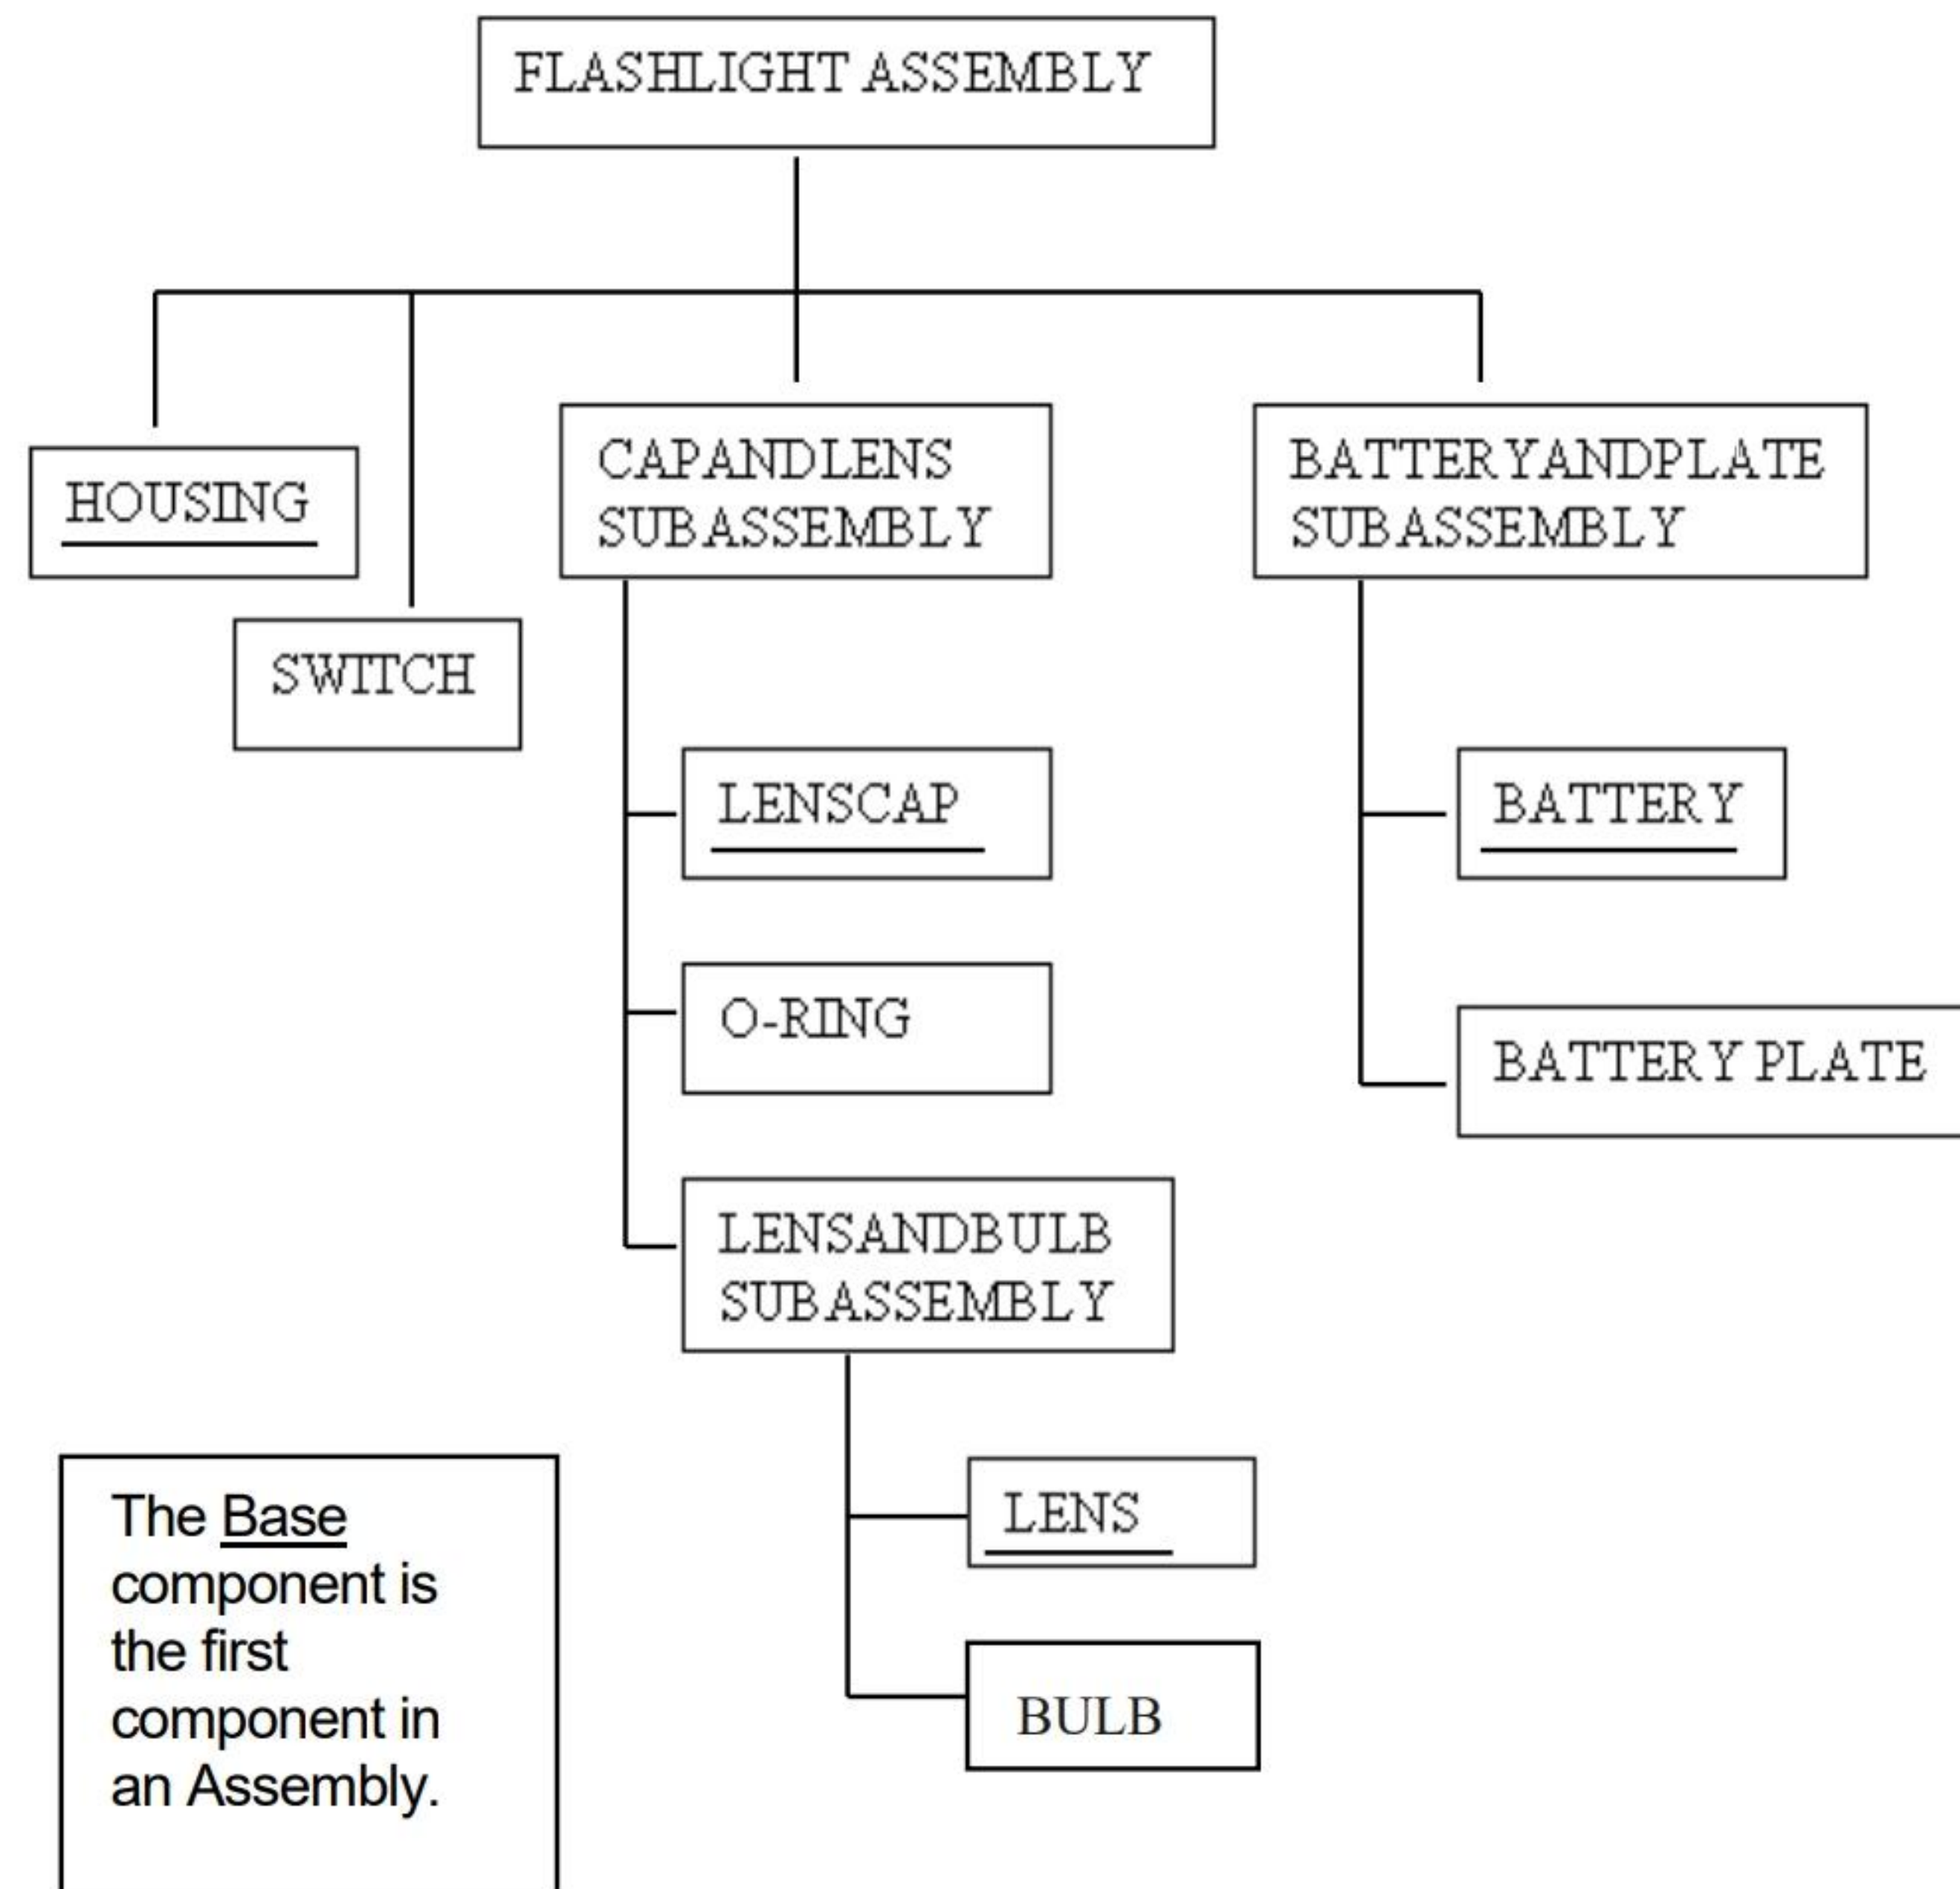 FLASHLIGHT ASSEMBLY
HOUSING
SWITCH
CAPANDLENS
SUBASSEMBLY
BATTERYANDPLATE
SUBASSEMBLY
LENSCAP
BATTERY
O-RING
BATTERY PLATE
LENSANDBULB
SUBASSEMBLY
LENS
BULB
The Base
component is
the first
component in
an Assembly.